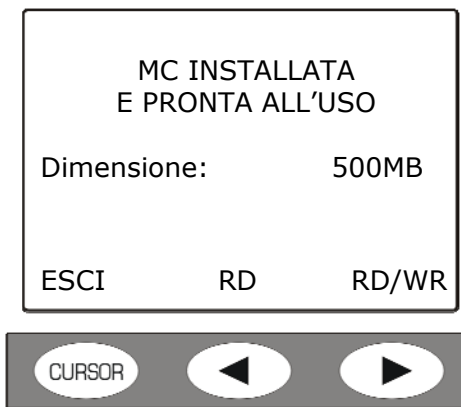 MC INSTALLATA
E PRONTA ALL'USO
Dimensione: 500MB
ESCI RD RD/WR
CURSOR